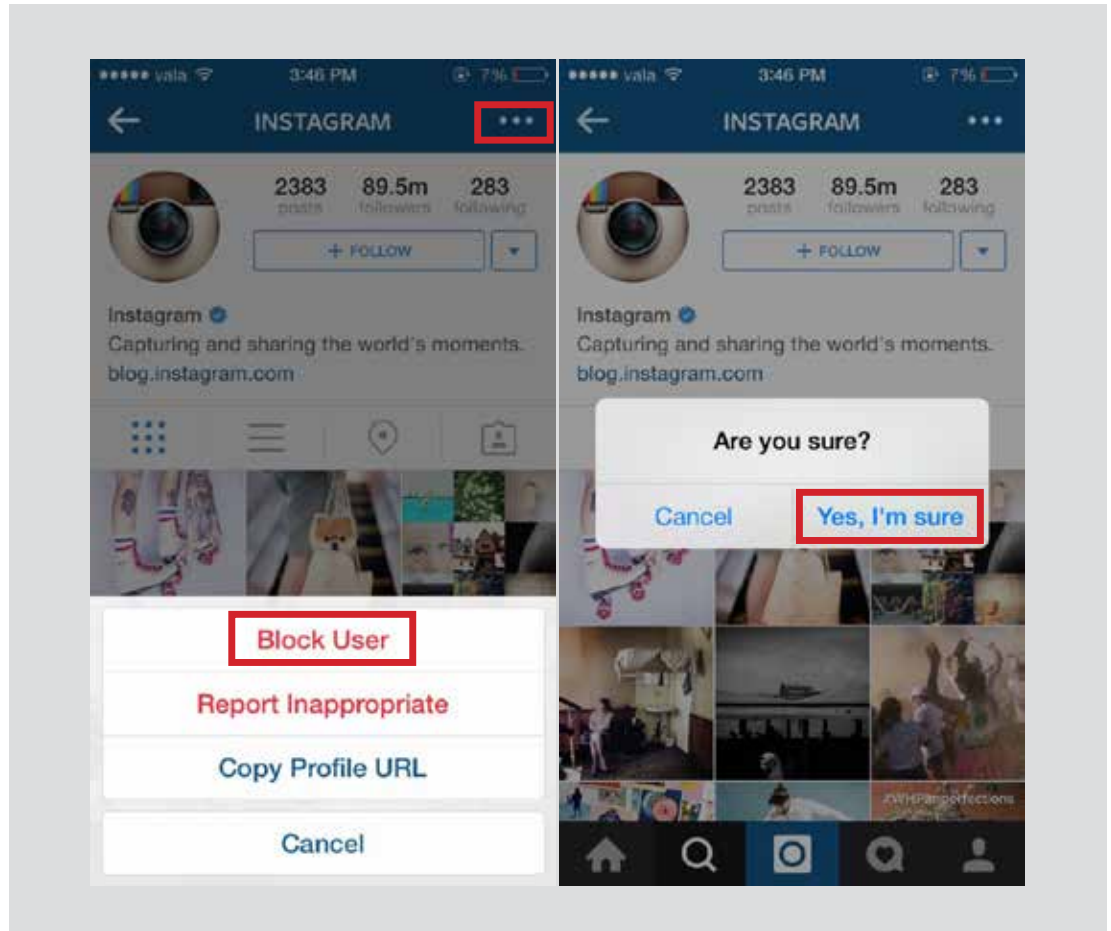 vala 3:46 PM 7%
INSTAGRAM
2383 89.5m 283
posts followers following
+ FOLLOW
Instagram
Capturing and sharing the world's moments.
blog.instagram.com
Block User
Report Inappropriate
Copy Profile URL
Cancel
vala 3:46 PM 7%
INSTAGRAM
2383 89.5m 283
posts followers following
+ FOLLOW
Instagram
Capturing and sharing the world's moments.
blog.instagram.com
Are you sure?
Cancel Yes, I'm sure
#WHPimperfections